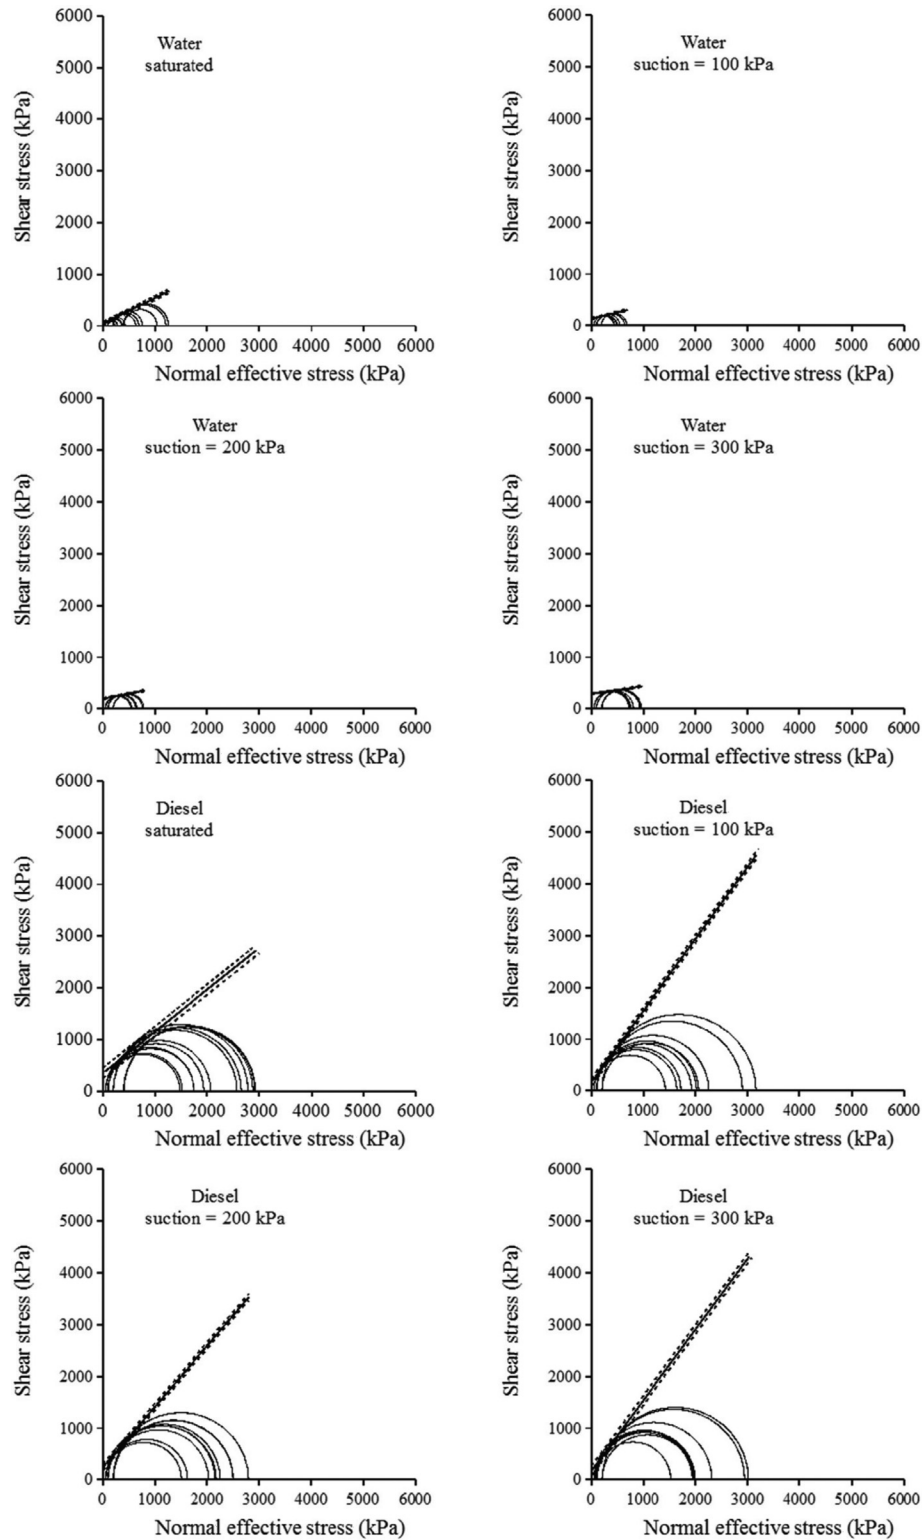 6000
5000
4000
3000
2000
1000
0
Shear stress (kPa)
Water
saturated
0 1000 2000 3000 4000 5000 6000
Normal effective stress (kPa)
6000
5000
4000
3000
2000
1000
0
Shear stress (kPa)
Water
suction = 100 kPa
0 1000 2000 3000 4000 5000 6000
Normal effective stress (kPa)
6000
5000
4000
3000
2000
1000
0
Shear stress (kPa)
Water
suction = 200 kPa
0 1000 2000 3000 4000 5000 6000
Normal effective stress (kPa)
6000
5000
4000
3000
2000
1000
0
Shear stress (kPa)
Water
suction = 300 kPa
0 1000 2000 3000 4000 5000 6000
Normal effective stress (kPa)
6000
5000
4000
3000
2000
1000
0
Shear stress (kPa)
Diesel
saturated
0 1000 2000 3000 4000 5000 6000
Normal effective stress (kPa)
6000
5000
4000
3000
2000
1000
0
Shear stress (kPa)
Diesel
suction = 100 kPa
0 1000 2000 3000 4000 5000 6000
Normal effective stress (kPa)
6000
5000
4000
3000
2000
1000
0
Shear stress (kPa)
Diesel
suction = 200 kPa
0 1000 2000 3000 4000 5000 6000
Normal effective stress (kPa)
6000
5000
4000
3000
2000
1000
0
Shear stress (kPa)
Diesel
suction = 300 kPa
0 1000 2000 3000 4000 5000 6000
Normal effective stress (kPa)